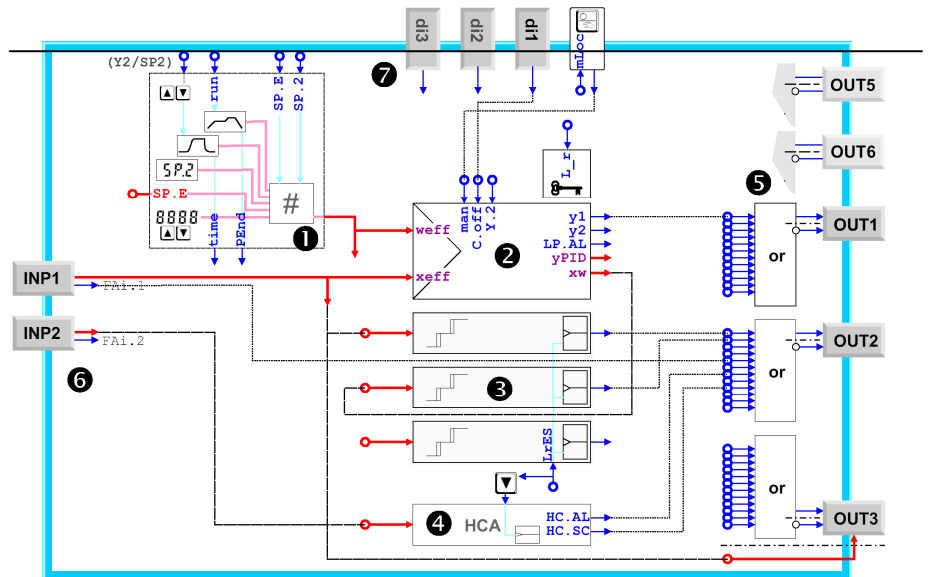 di3
di2
di1
mLoc
7
(Y2/SP2)
run
SP.E
SP.2
OUT5
OUT6
SP.2
SP.E
8888
#
1
time
PEnd
L_r
5
man
C.off
Y.2
weff
xeff
2
y1
y2
LP.AL
yPID
xw
or
OUT1
INP1
FAi.1
INP2
FAi.2
6
or
OUT2
3
LrES
or
OUT3
4
HCA
HC.AL
HC.SC